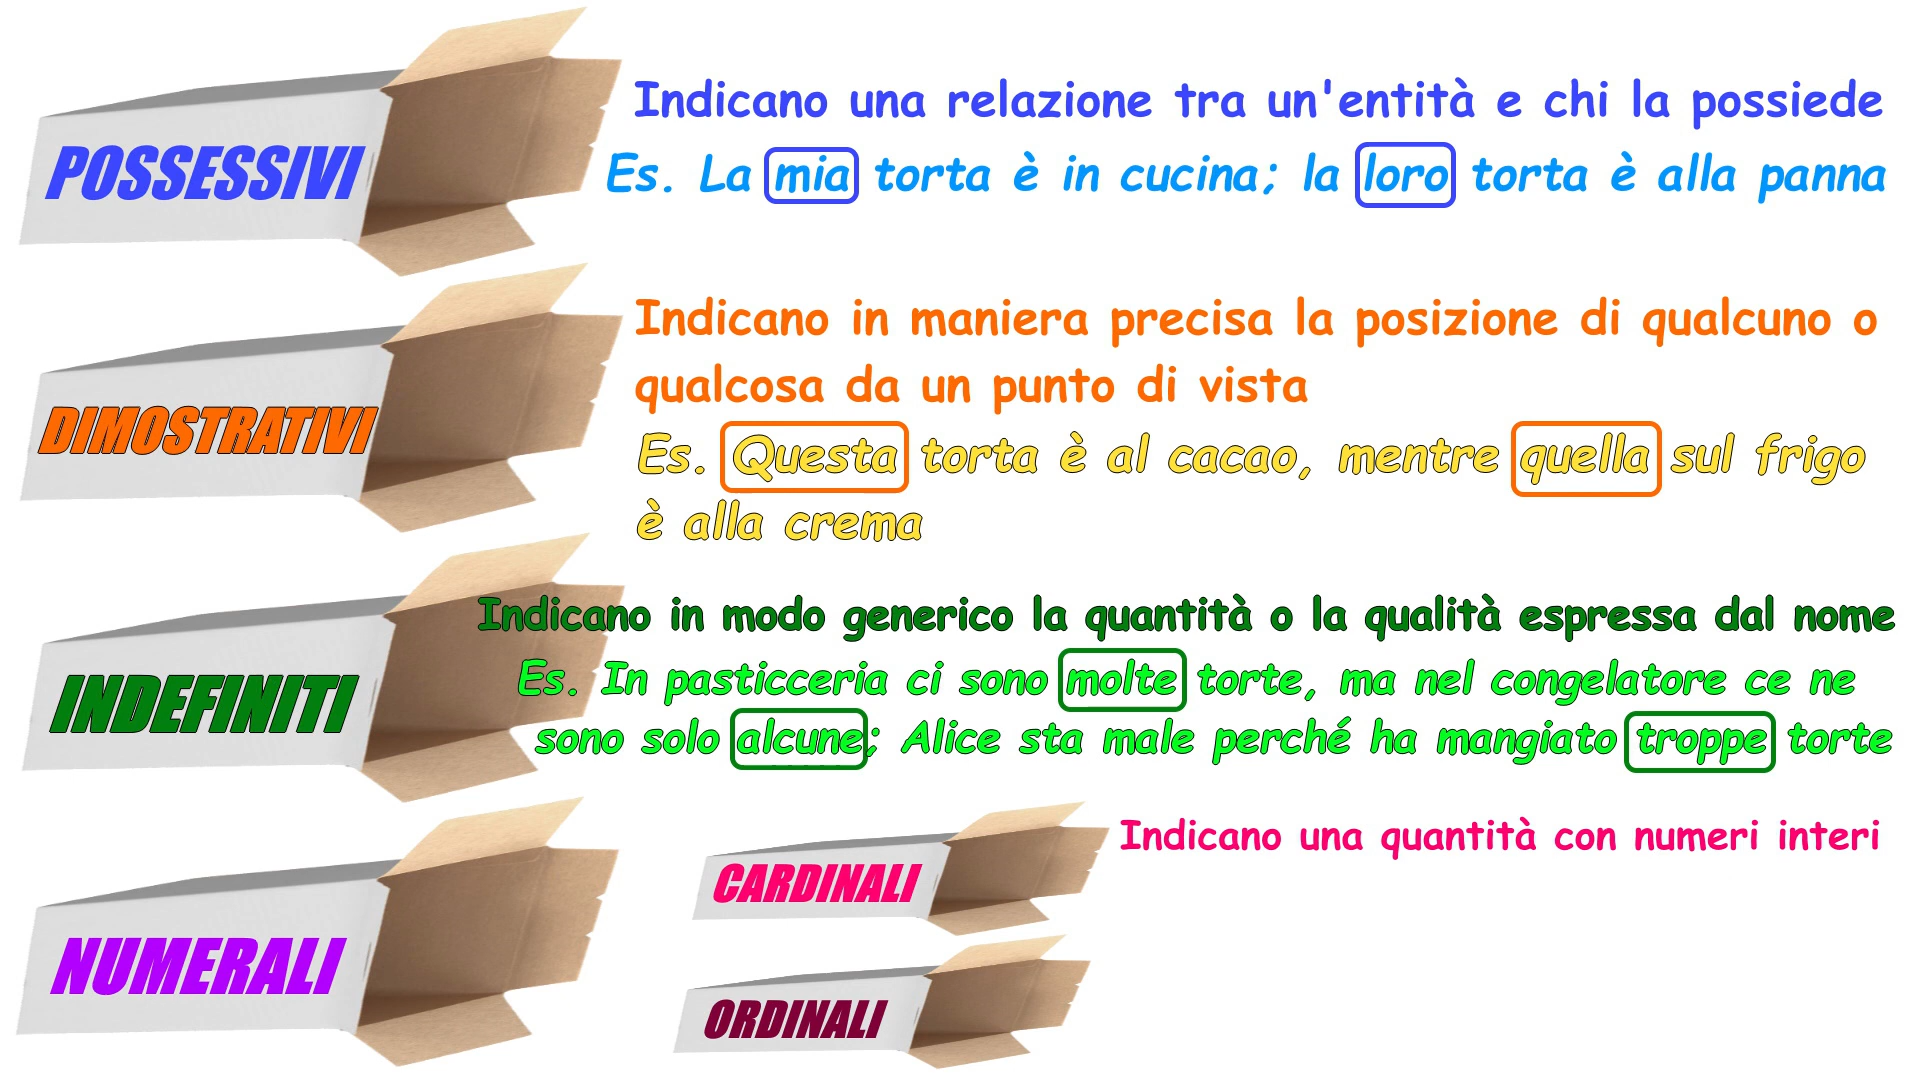 POSSESSIVI
Indicano una relazione tra un'entità e chi la possiede
Es. La mia torta è in cucina; la loro torta è alla panna
DIMOSTRATIVI
Indicano in maniera precisa la posizione di qualcuno o
qualcosa da un punto di vista
Es. Questa torta è al cacao, mentre quella sul frigo
è alla crema
INDEFINITI
Indicano in modo generico la quantità o la qualità espressa dal nome
Es. In pasticceria ci sono molte torte, ma nel congelatore ce ne
sono solo alcune; Alice sta male perché ha mangiato troppe torte
NUMERALI
CARDINALI
Indicano una quantità con numeri interi
ORDINALI